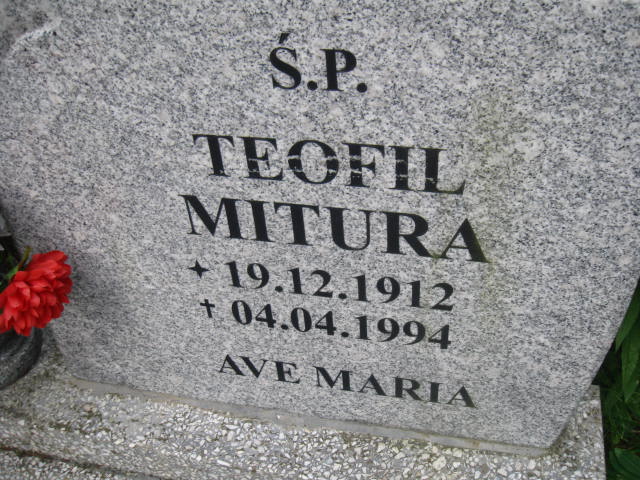 Ś.P.
TEOFIL
MITURA
✦ 19.12.1912
† 04.04.1994
AVE MARIA